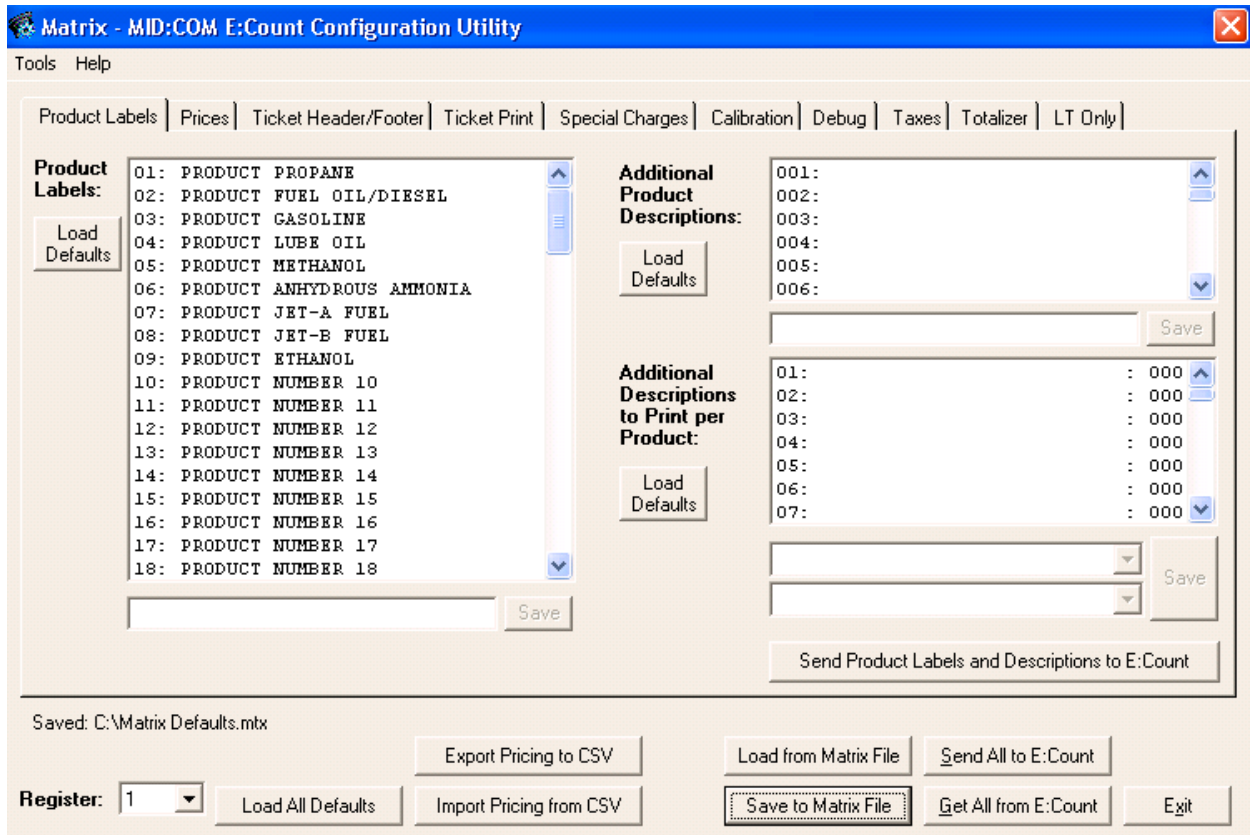 Matrix - MID:COM E:Count Configuration Utility
Tools Help
Product Labels Prices Ticket Header/Footer Ticket Print Special Charges Calibration Debug Taxes Totalizer LT Only
Product
Labels:
Load
Defaults
01: PRODUCT PROPANE
02: PRODUCT FUEL OIL/DIESEL
03: PRODUCT GASOLINE
04: PRODUCT LUBE OIL
05: PRODUCT METHANOL
06: PRODUCT ANHYDROUS AMMONIA
07: PRODUCT JET-A FUEL
08: PRODUCT JET-B FUEL
09: PRODUCT ETHANOL
10: PRODUCT NUMBER 10
11: PRODUCT NUMBER 11
12: PRODUCT NUMBER 12
13: PRODUCT NUMBER 13
14: PRODUCT NUMBER 14
15: PRODUCT NUMBER 15
16: PRODUCT NUMBER 16
17: PRODUCT NUMBER 17
18: PRODUCT NUMBER 18
Save
Additional
Product
Descriptions:
Load
Defaults
001:
002:
003:
004:
005:
006:
Save
Additional
Descriptions
to Print per
Product:
Load
Defaults
01: : 000
02: : 000
03: : 000
04: : 000
05: : 000
06: : 000
07: : 000
Save
Send Product Labels and Descriptions to E:Count
Saved: C:\Matrix Defaults.mtx
Export Pricing to CSV Load from Matrix File Send All to E:Count
Register: 1 Load All Defaults Import Pricing from CSV Save to Matrix File Get All from E:Count Exit